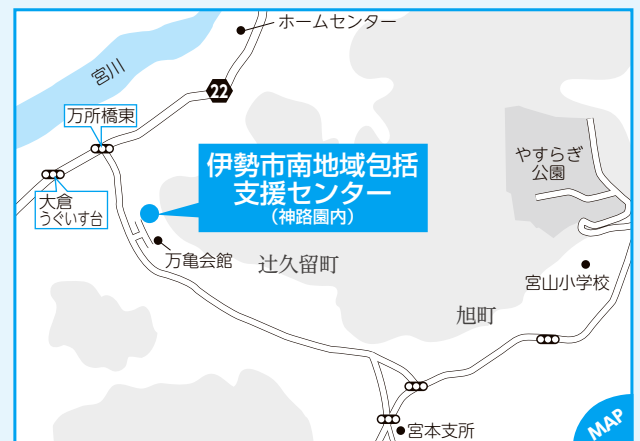 ホームセンター
宮川
22
万所橋東
大倉
うぐいす台
伊勢市南地域包括
支援センター
（神路園内）
やすらぎ
公園
万亀会館
辻久留町
宮山小学校
旭町
宮本支所
MAP